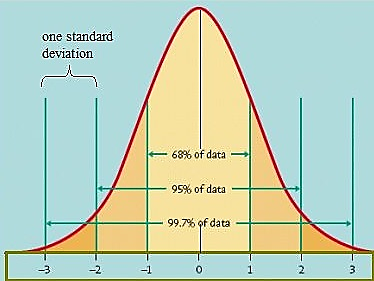 one standard
deviation
68% of data
95% of data
99.7% of data
–3 –2 –1 0 1 2 3